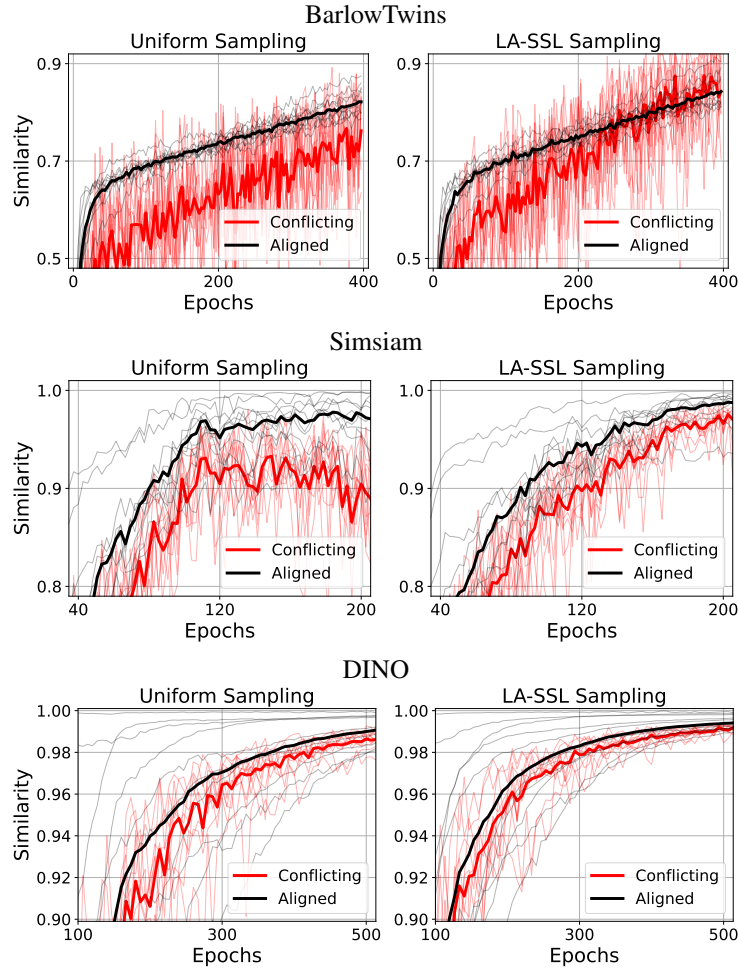 BarlowTwins
Uniform Sampling
LA-SSL Sampling
Similarity
0.9
0.7
0.5
0.9
0.7
0.5
Conflicting
Aligned
Conflicting
Aligned
0
200
400
0
200
400
Epochs
Epochs
Simsiam
Uniform Sampling
LA-SSL Sampling
Similarity
1.0
0.9
0.8
1.0
0.9
0.8
Conflicting
Aligned
Conflicting
Aligned
40
120
200
40
120
200
Epochs
Epochs
DINO
Uniform Sampling
LA-SSL Sampling
Similarity
1.00
0.98
0.96
0.94
0.92
0.90
1.00
0.98
0.96
0.94
0.92
0.90
Conflicting
Aligned
Conflicting
Aligned
100
300
500
100
300
500
Epochs
Epochs